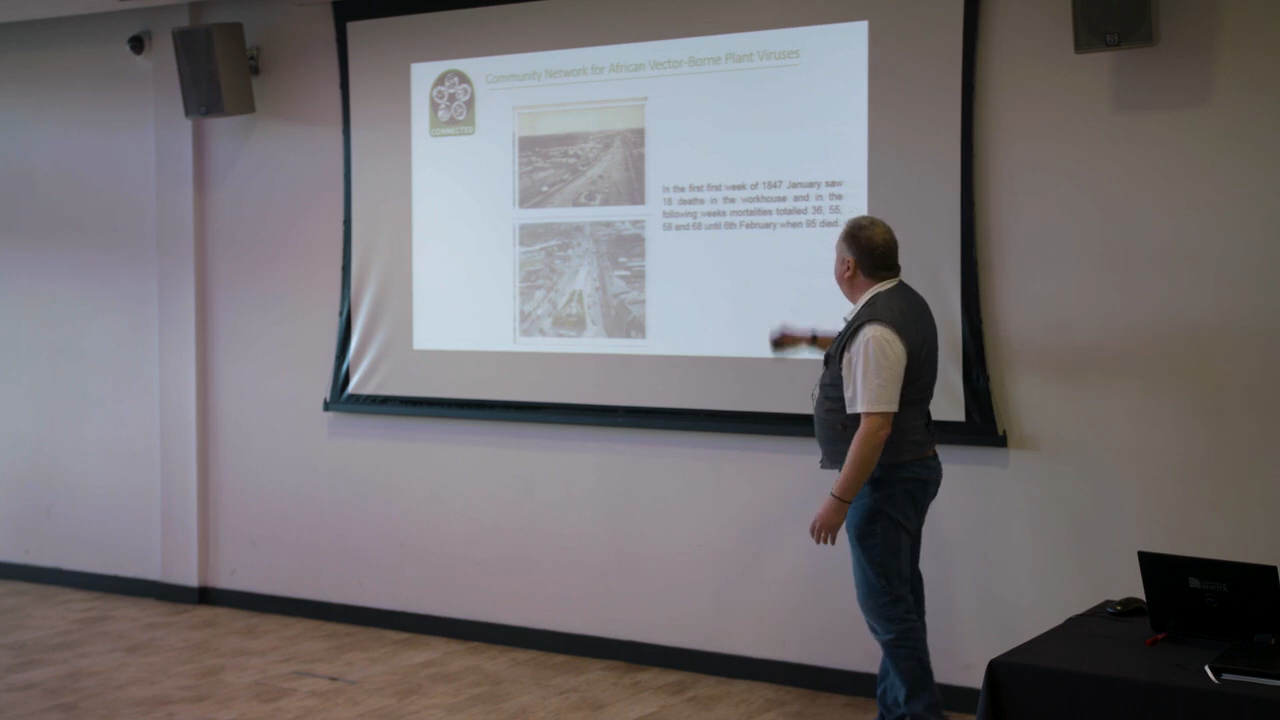 Community Network for African Vector-Borne Plant Viruses
CONNECTED
In the first first week of 1847 January saw
18 deaths in the workhouse and in the
following weeks mortalities totalled 36, 55,
58 and 68 until 6th February when 95 died.